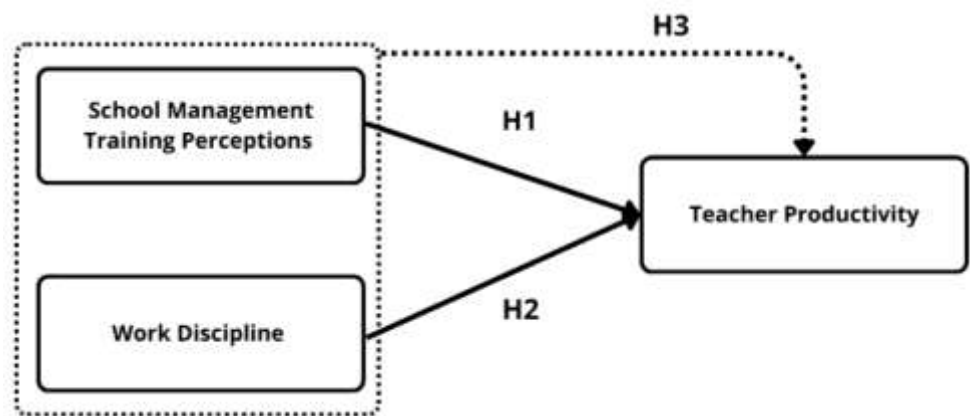 H3
School Management
Training Perceptions
H1
Teacher Productivity
H2
Work Discipline